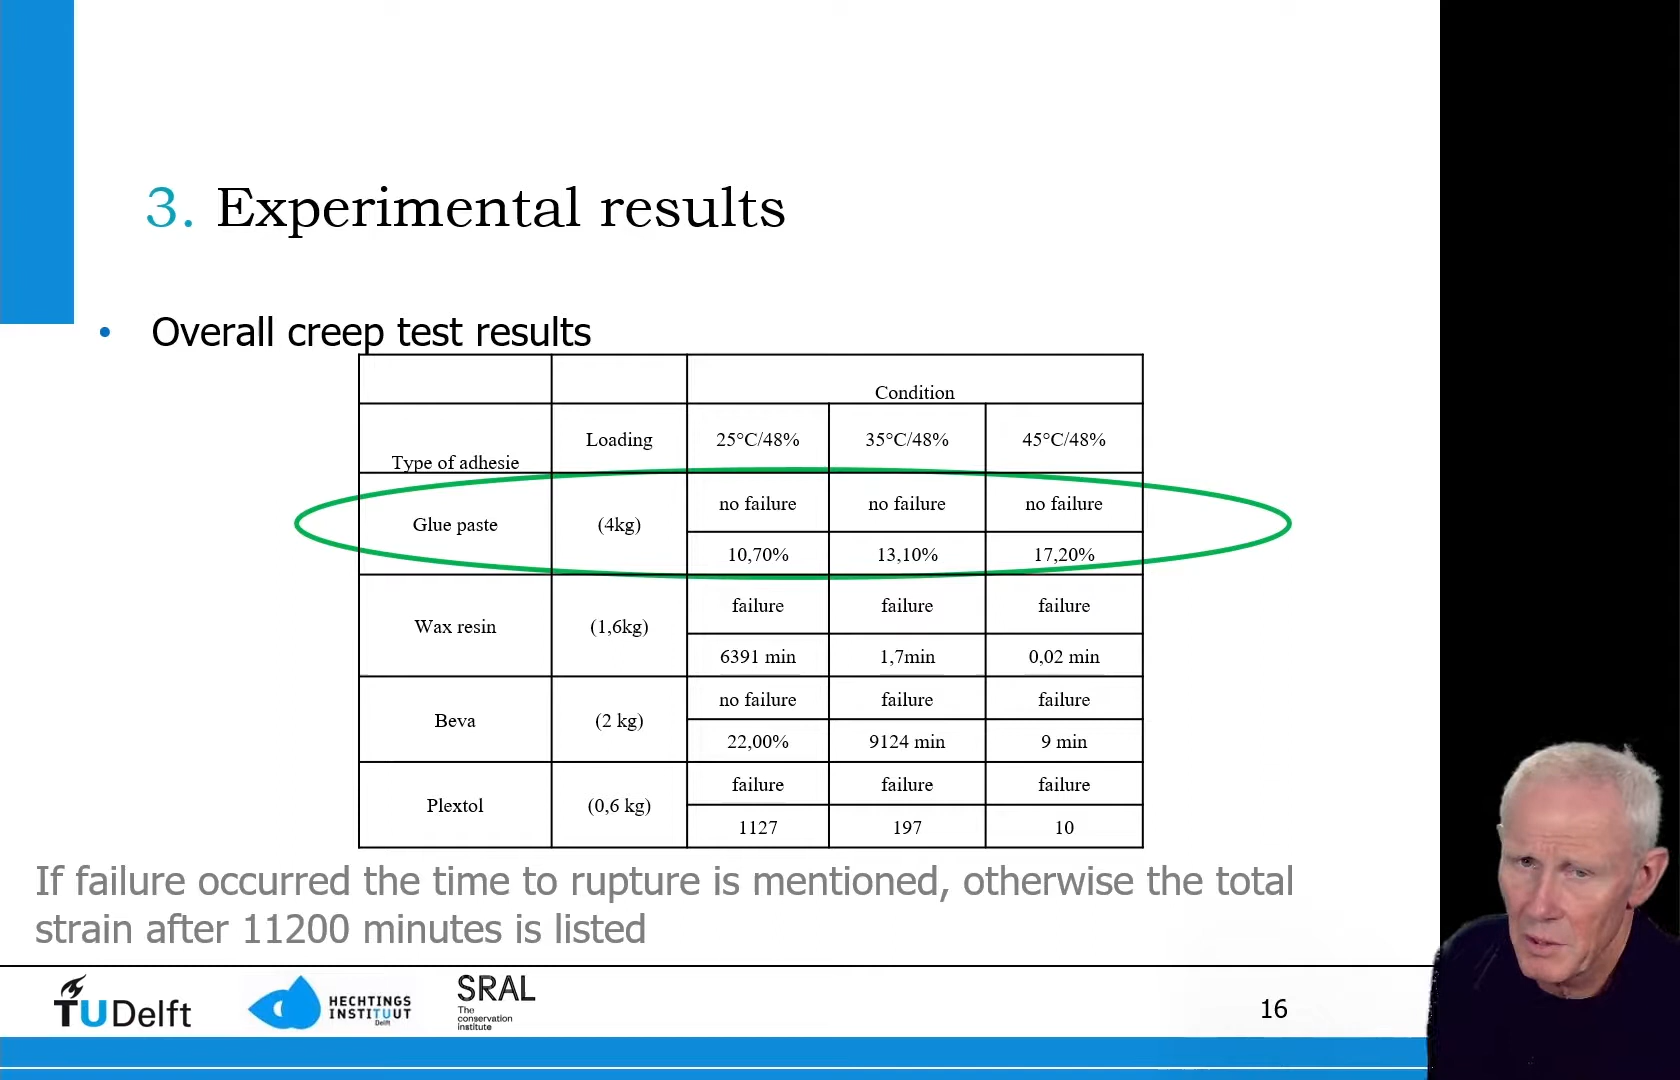 3. Experimental results
• Overall creep test results
Condition
Type of adhesie Loading 25°C/48% 35°C/48% 45°C/48%
Glue paste (4kg) no failure no failure no failure
10,70% 13,10% 17,20%
Wax resin (1,6kg) failure failure failure
6391 min 1,7min 0,02 min
Beva (2 kg) no failure failure failure
22,00% 9124 min 9 min
Plextol (0,6 kg) failure failure failure
1127 197 10
If failure occurred the time to rupture is mentioned, otherwise the total
strain after 11200 minutes is listed
TU Delft
HECHTINGS
INSTITUUT
Delft
SRAL
The
conservation
institute
16